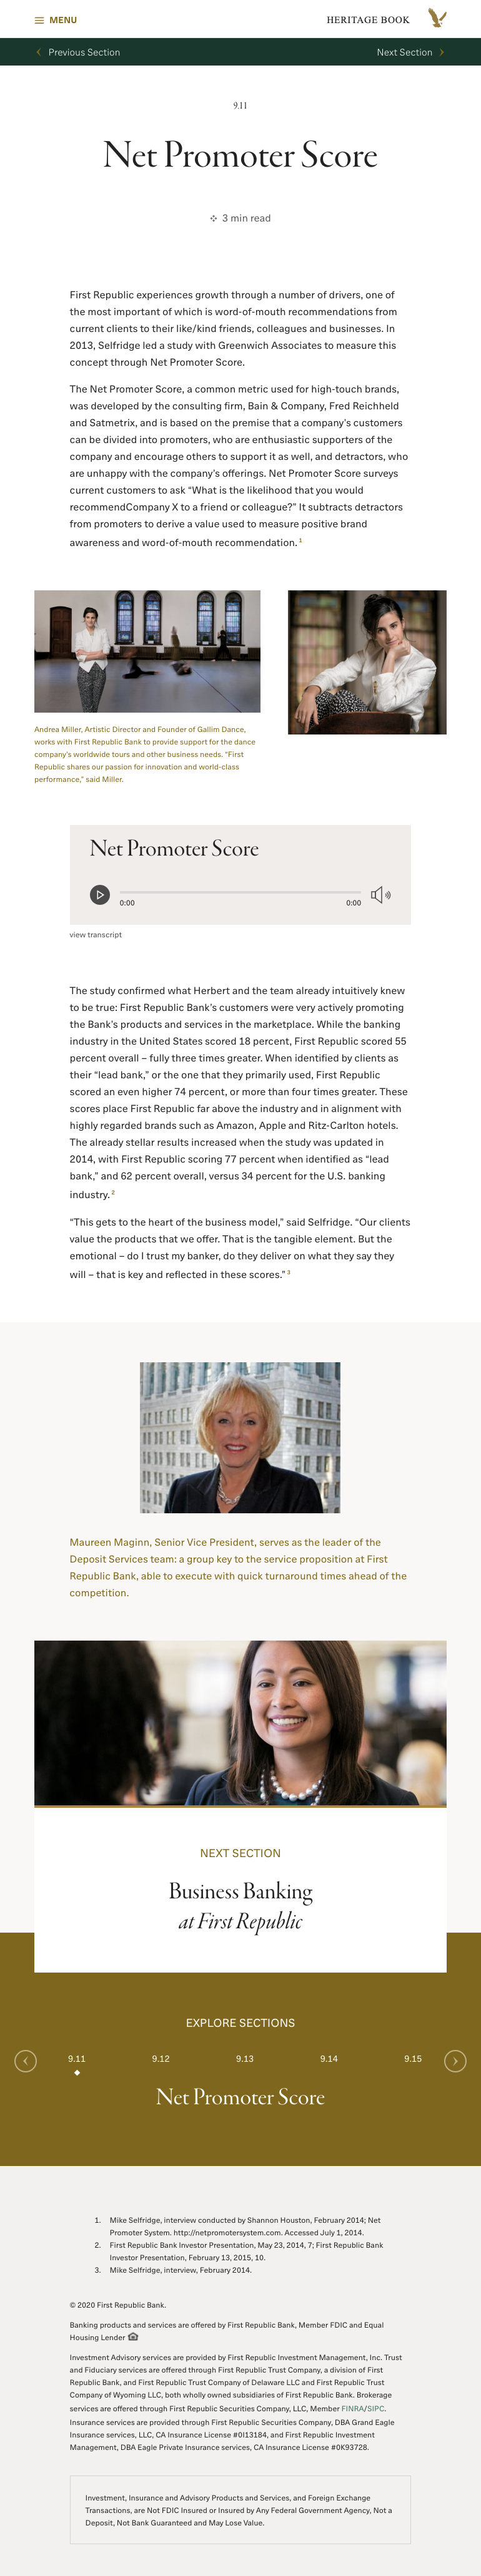 MENU
HERITAGE BOOK
Previous Section
Next Section
9.11
Net Promoter Score
3 min read
First Republic experiences growth through a number of drivers, one of
the most important of which is word-of-mouth recommendations from
current clients to their like/kind friends, colleagues and businesses. In
2013, Selfridge led a study with Greenwich Associates to measure this
concept through Net Promoter Score.
The Net Promoter Score, a common metric used for high-touch brands,
was developed by the consulting firm, Bain & Company, Fred Reichheld
and Satmetrix, and is based on the premise that a company's customers
can be divided into promoters, who are enthusiastic supporters of the
company and encourage others to support it as well, and detractors, who
are unhappy with the company's offerings. Net Promoter Score surveys
current customers to ask “What is the likelihood that you would
recommendCompany X to a friend or colleague?” It subtracts detractors
from promoters to derive a value used to measure positive brand
awareness and word-of-mouth recommendation. 1
Andrea Miller, Artistic Director and Founder of Gallim Dance,
works with First Republic Bank to provide support for the dance
company's worldwide tours and other business needs. “First
Republic shares our passion for innovation and world-class
performance,” said Miller.
Net Promoter Score
0:00
0:00
view transcript
The study confirmed what Herbert and the team already intuitively knew
to be true: First Republic Bank's customers were very actively promoting
the Bank's products and services in the marketplace. While the banking
industry in the United States scored 18 percent, First Republic scored 55
percent overall – fully three times greater. When identified by clients as
their “lead bank,” or the one that they primarily used, First Republic
scored an even higher 74 percent, or more than four times greater. These
scores place First Republic far above the industry and in alignment with
highly regarded brands such as Amazon, Apple and Ritz-Carlton hotels.
The already stellar results increased when the study was updated in
2014, with First Republic scoring 77 percent when identified as “lead
bank,” and 62 percent overall, versus 34 percent for the U.S. banking
industry. 2
“This gets to the heart of the business model,” said Selfridge. “Our clients
value the products that we offer. That is the tangible element. But the
emotional – do I trust my banker, do they deliver on what they say they
will – that is key and reflected in these scores.” 3
Maureen Maginn, Senior Vice President, serves as the leader of the
Deposit Services team: a group key to the service proposition at First
Republic Bank, able to execute with quick turnaround times ahead of the
competition.
NEXT SECTION
Business Banking
at First Republic
EXPLORE SECTIONS
9.11 9.12 9.13 9.14 9.15
Net Promoter Score
1. Mike Selfridge, interview conducted by Shannon Houston, February 2014; Net
Promoter System. http://netpromotersystem.com. Accessed July 1, 2014.
2. First Republic Bank Investor Presentation, May 23, 2014, 7; First Republic Bank
Investor Presentation, February 13, 2015, 10.
3. Mike Selfridge, interview, February 2014.
© 2020 First Republic Bank.
Banking products and services are offered by First Republic Bank, Member FDIC and Equal
Housing Lender
Investment Advisory services are provided by First Republic Investment Management, Inc. Trust
and Fiduciary services are offered through First Republic Trust Company, a division of First
Republic Bank, and First Republic Trust Company of Delaware LLC and First Republic Trust
Company of Wyoming LLC, both wholly owned subsidiaries of First Republic Bank. Brokerage
services are offered through First Republic Securities Company, LLC, Member FINRA/SIPC.
Insurance services are provided through First Republic Securities Company, DBA Grand Eagle
Insurance services, LLC, CA Insurance License #0I13184, and First Republic Investment
Management, DBA Eagle Private Insurance services, CA Insurance License #0K93728.
Investment, Insurance and Advisory Products and Services, and Foreign Exchange
Transactions, are Not FDIC Insured or Insured by Any Federal Government Agency, Not a
Deposit, Not Bank Guaranteed and May Lose Value.